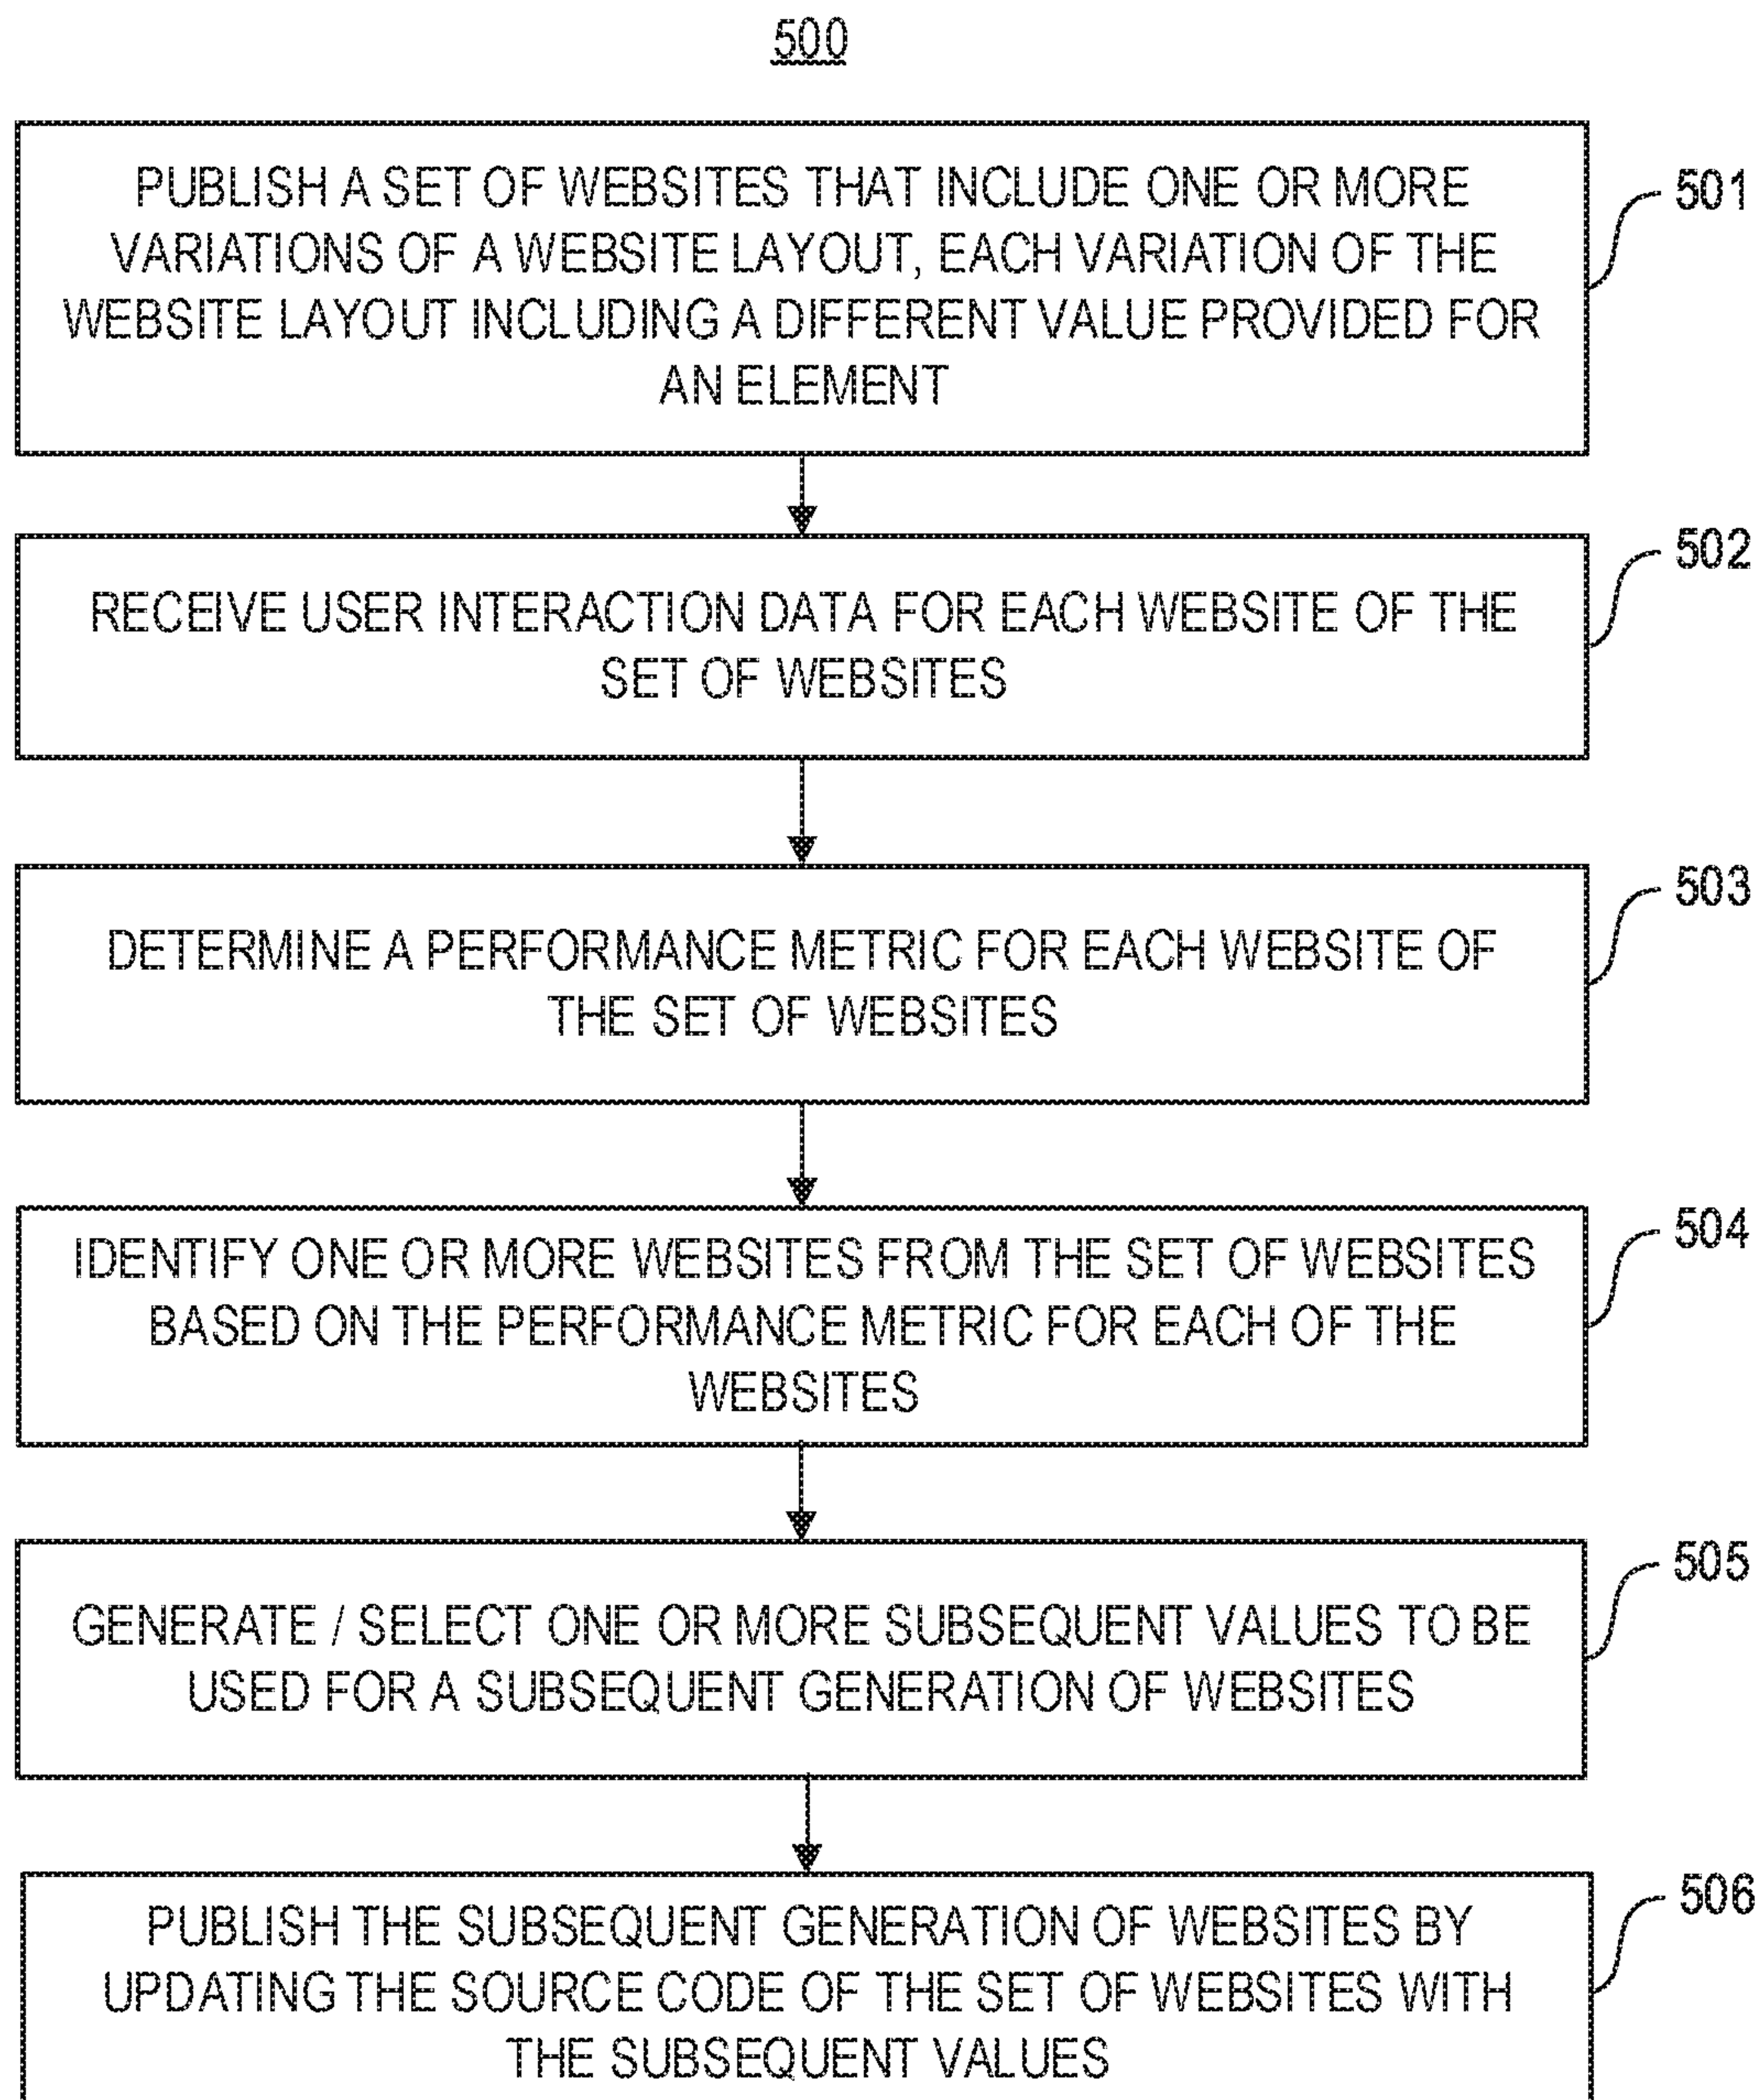 500
PUBLISH A SET OF WEBSITES THAT INCLUDE ONE OR MORE
VARIATIONS OF A WEBSITE LAYOUT, EACH VARIATION OF THE
WEBSITE LAYOUT INCLUDING A DIFFERENT VALUE PROVIDED FOR
AN ELEMENT
501
RECEIVE USER INTERACTION DATA FOR EACH WEBSITE OF THE
SET OF WEBSITES
502
DETERMINE A PERFORMANCE METRIC FOR EACH WEBSITE OF
THE SET OF WEBSITES
503
IDENTIFY ONE OR MORE WEBSITES FROM THE SET OF WEBSITES
BASED ON THE PERFORMANCE METRIC FOR EACH OF THE
WEBSITES
504
GENERATE / SELECT ONE OR MORE SUBSEQUENT VALUES TO BE
USED FOR A SUBSEQUENT GENERATION OF WEBSITES
505
PUBLISH THE SUBSEQUENT GENERATION OF WEBSITES BY
UPDATING THE SOURCE CODE OF THE SET OF WEBSITES WITH
THE SUBSEQUENT VALUES
506